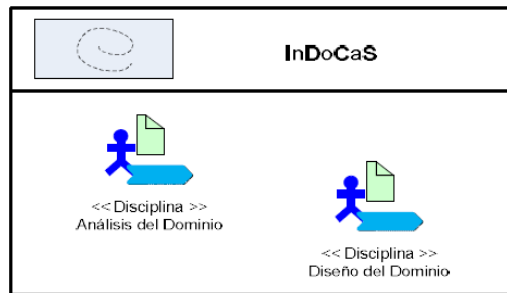 InDoCaS
<< Disciplina >>
Análisis del Dominio
<< Disciplina >>
Diseño del Dominio